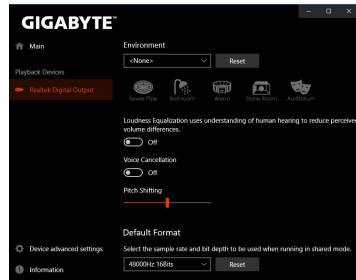 GIGABYTE™
Main
Playback Devices
Realtek Digital Output
Device advanced settings
Information
Environment
<None>
Reset
Sewer Pipe
Bathroom
Arena
Stone Room
Auditorium
Loudness Equalization uses understanding of human hearing to reduce perceived
volume differences.
Off
Voice Cancellation
Off
Pitch Shifting
Default Format
Select the sample rate and bit depth to be used when running in shared mode.
48000Hz 16Bits
Reset